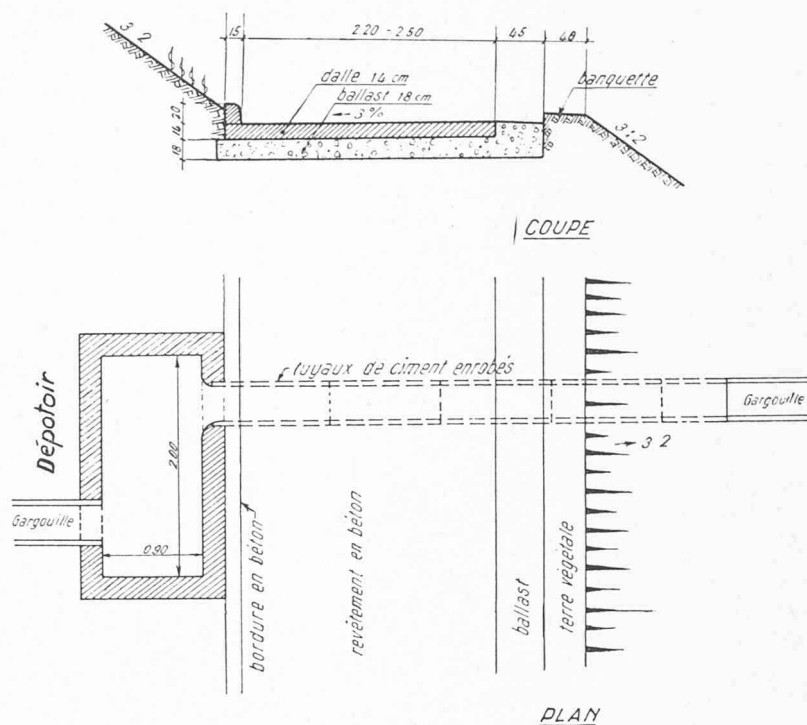 3:2
15
2.20 - 2.50
45
48
dalle 14 cm
ballast 18 cm
3%
banquette
3:2
20
14
18
COUPE
Dépotoir
tuyaux de ciment enrobés
Gargouille
2.00
3:2
Gargouille
0.90
bordure en béton
revêtement en béton
ballast
terre végétale
PLAN